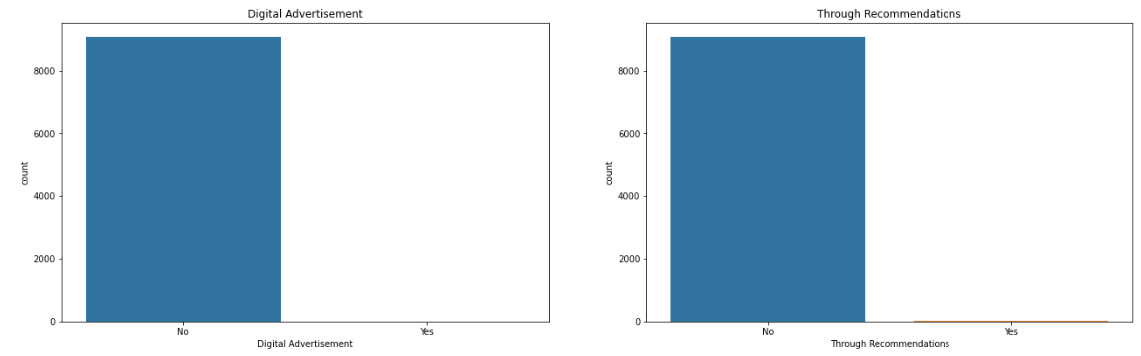 Digital Advertisement
8000
6000
4000
2000
0
count
No
Yes
Digital Advertisement
Through Recommendations
8000
6000
4000
2000
0
count
No
Yes
Through Recommendations